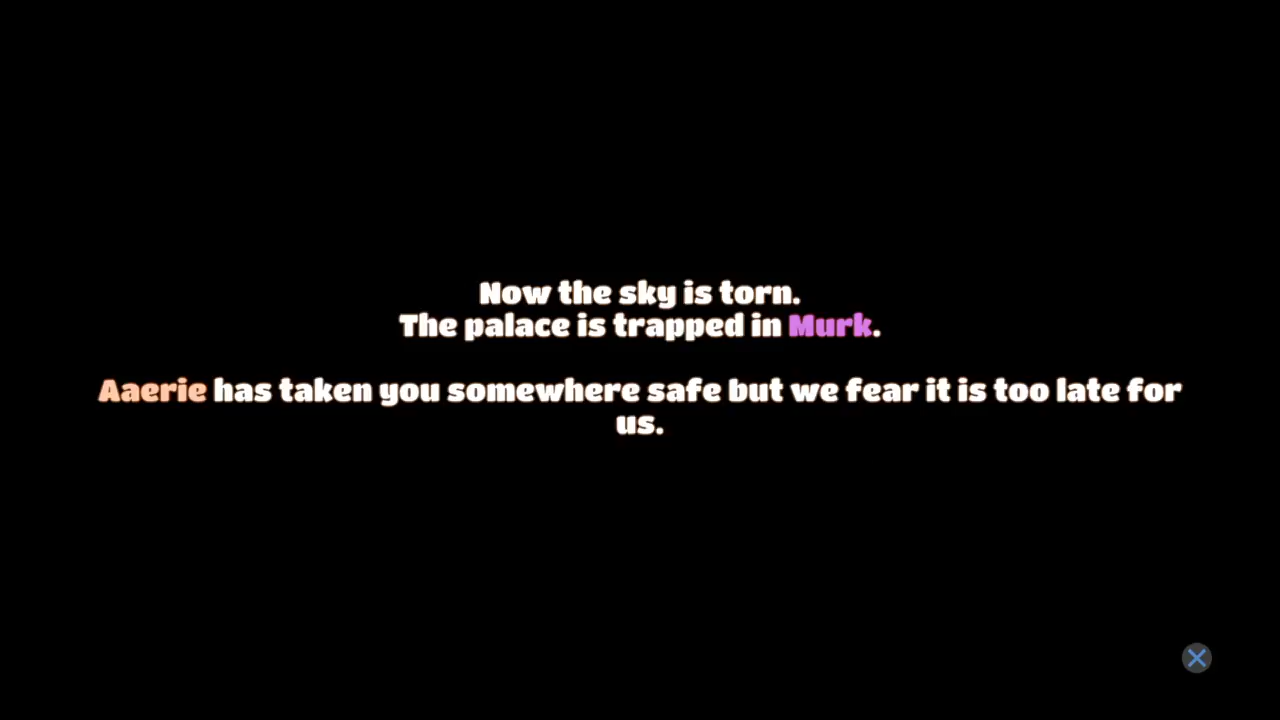 Now the sky is torn.
The palace is trapped in Murk.
Aaerie has taken you somewhere safe but we fear it is too late for
us.